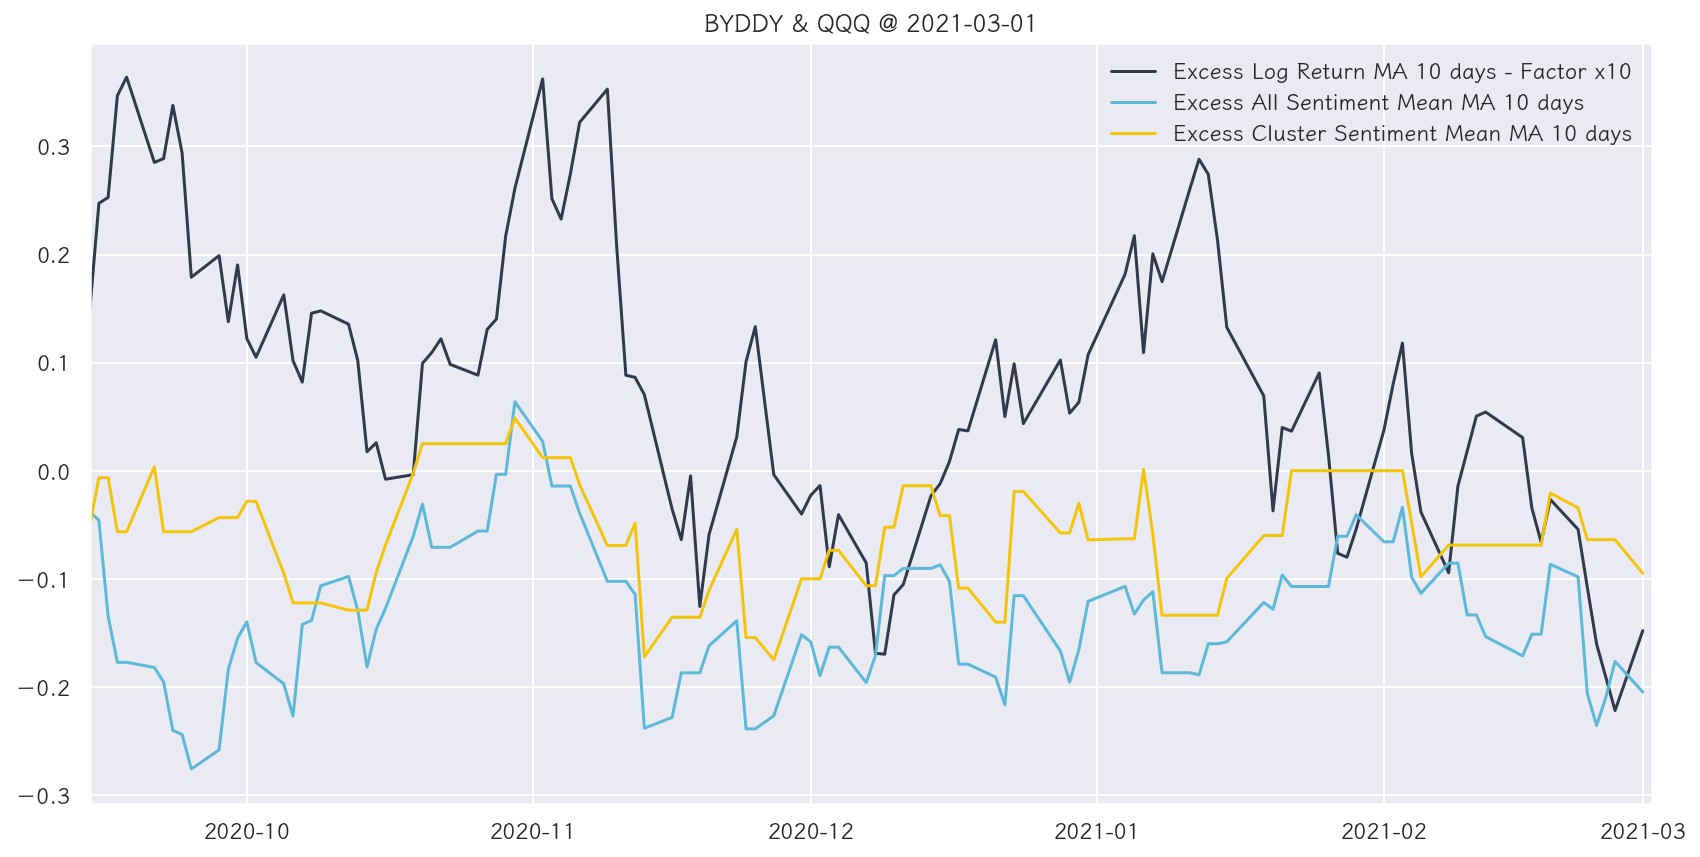 BYDDY & QQQ @ 2021-03-01
Excess Log Return MA 10 days - Factor x10
Excess All Sentiment Mean MA 10 days
Excess Cluster Sentiment Mean MA 10 days
0.3
0.2
0.1
0.0
−0.1
−0.2
−0.3
2020-10 2020-11 2020-12 2021-01 2021-02 2021-03